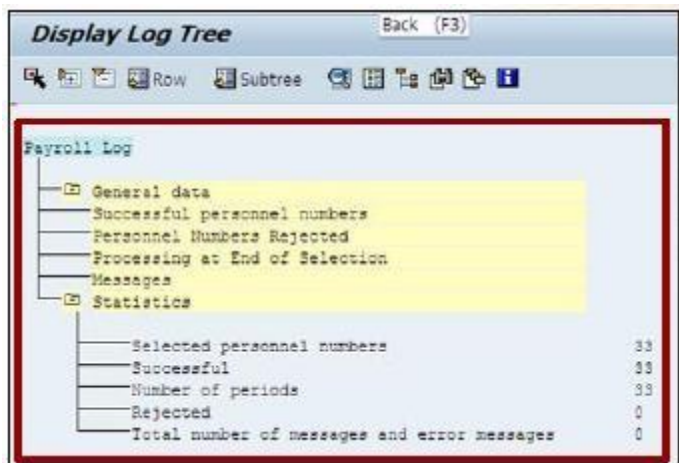 Display Log Tree
Back (F3)
Row Subtree
Payroll Log
General data
Successful personnel numbers
Personnel Numbers Rejected
Processing at End of Selection
Messages
Statistics
Selected personnel numbers 33
Successful 33
Number of periods 33
Rejected 0
Total number of messages and error messages 0